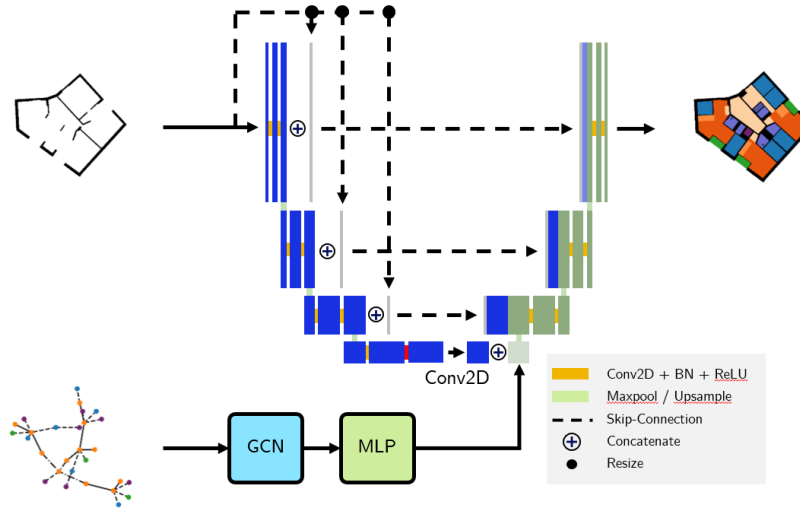 Conv2D
GCN
MLP
Conv2D + BN + ReLU
Maxpool / Upsample
Skip-Connection
Concatenate
Resize